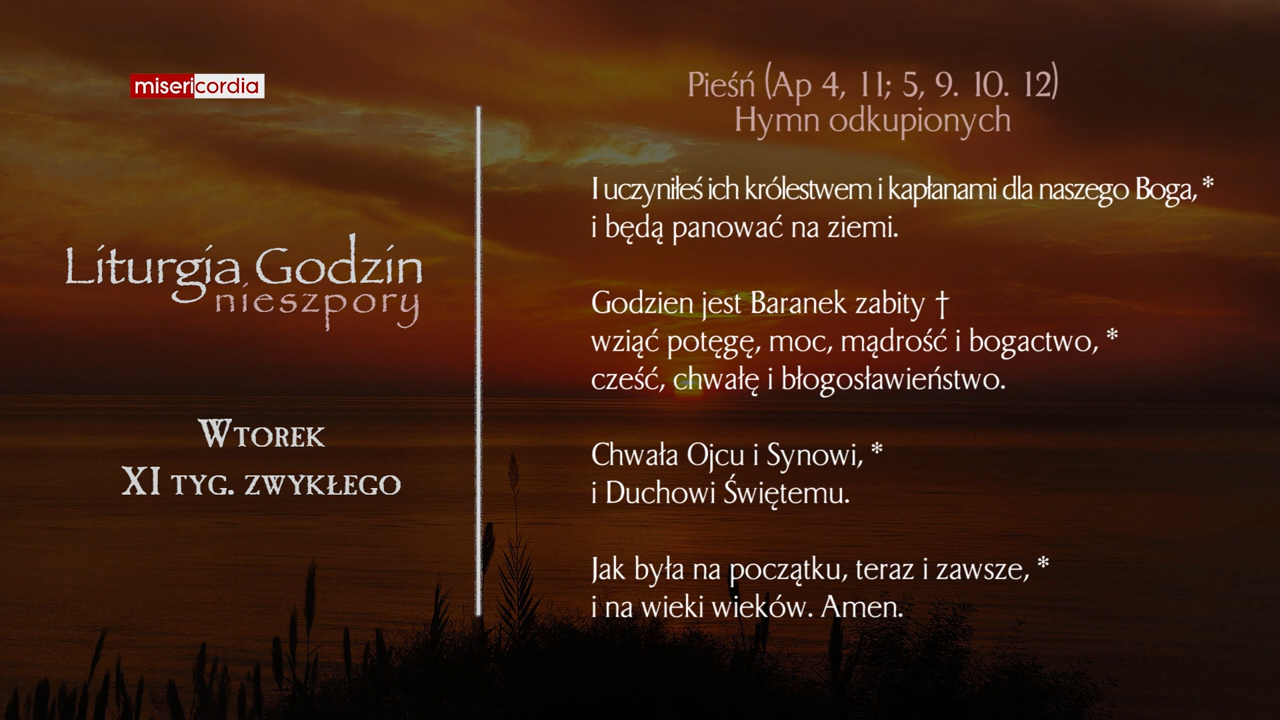 misericordia
Liturgia Godzin
nieszpory
Wtorek
XI tyg. zwykłego
Pieśń (Ap 4, 11; 5, 9. 10. 12)
Hymn odkupionych
I uczyniłeś ich królestwem i kapłanami dla naszego Boga, *
i będą panować na ziemi.
Godzien jest Baranek zabity †
wziąć potęgę, moc, mądrość i bogactwo, *
cześć, chwałę i błogosławieństwo.
Chwała Ojcu i Synowi, *
i Duchowi Świętemu.
Jak była na początku, teraz i zawsze, *
i na wieki wieków. Amen.